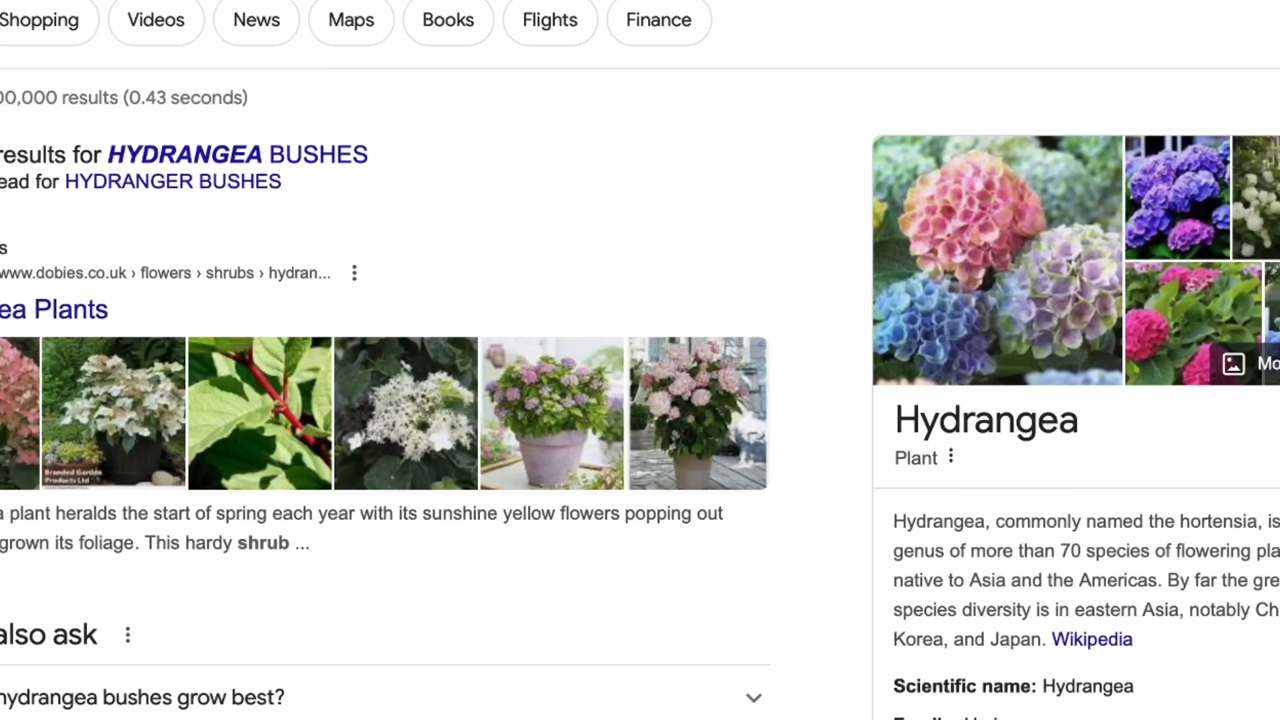 Shopping Videos News Maps Books Flights Finance
00,000 results (0.43 seconds)
results for HYDRANGEA BUSHES
ead for HYDRANGER BUSHES
s
www.dobies.co.uk › flowers › shrubs › hydran...
ea Plants
Branded Garden
Products Ltd
a plant heralds the start of spring each year with its sunshine yellow flowers popping out
grown its foliage. This hardy shrub ...
also ask
hydrangea bushes grow best?
Mo
Hydrangea
Plant
Hydrangea, commonly named the hortensia, is
genus of more than 70 species of flowering pla
native to Asia and the Americas. By far the gre
species diversity is in eastern Asia, notably Ch
Korea, and Japan. Wikipedia
Scientific name: Hydrangea